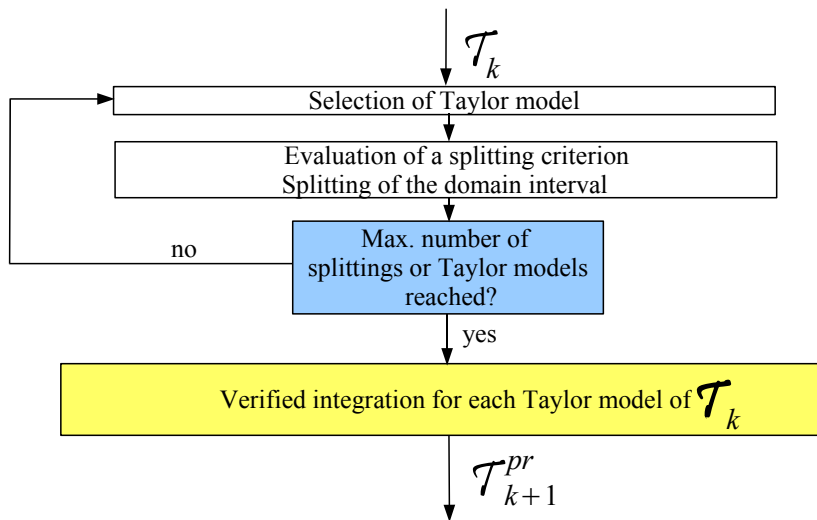 𝒯k
Selection of Taylor model
Evaluation of a splitting criterion
Splitting of the domain interval
Max. number of
splittings or Taylor models
reached?
no
yes
Verified integration for each Taylor model of 𝓣k
𝒯 pr k+1